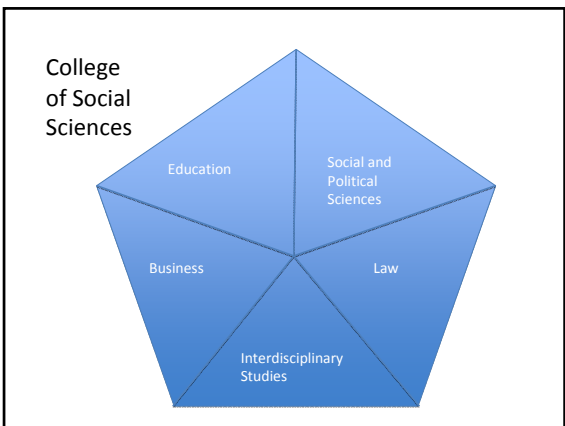 College
of Social
Sciences
Education
Social and
Political
Sciences
Business
Law
Interdisciplinary
Studies